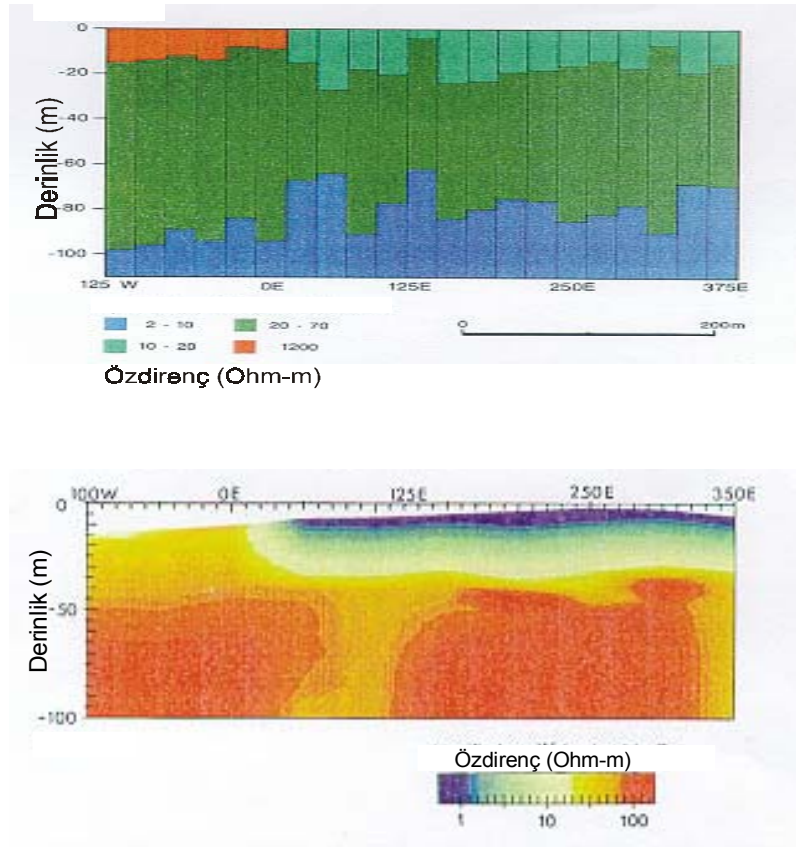 0
-20
-40
-60
-80
-100
Derinlik (m)
125 W 0E 125E 250E 375E
2 - 10 20 - 70
10 - 20 1200
0 200m
Özdirenç (Ohm-m)
100W 0E 125E 250E 350E
0
-50
-100
Derinlik (m)
Özdirenç (Ohm-m)
1 10 100